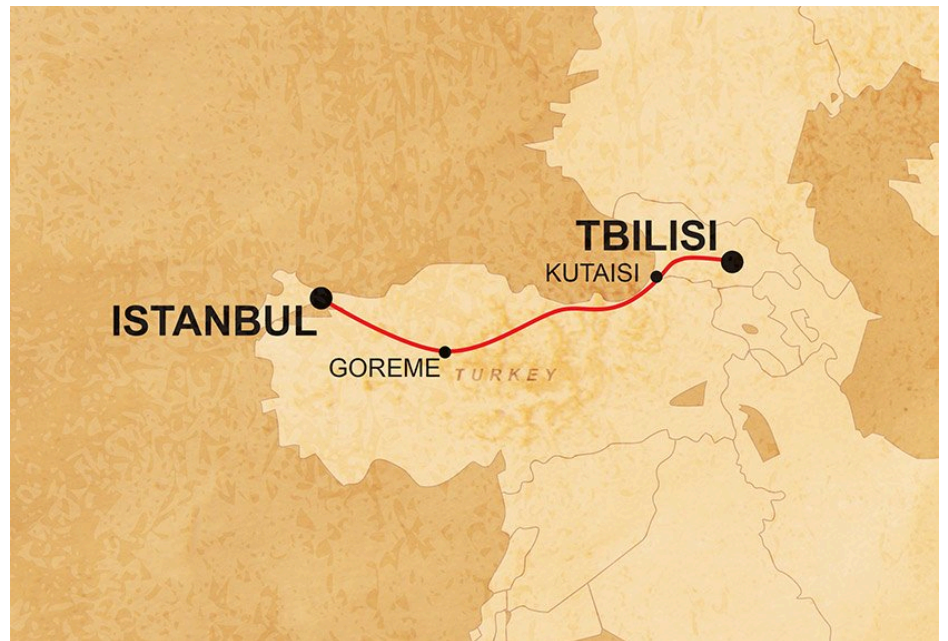 TBILISI
KUTAISI
ISTANBUL
GOREME
TURKEY